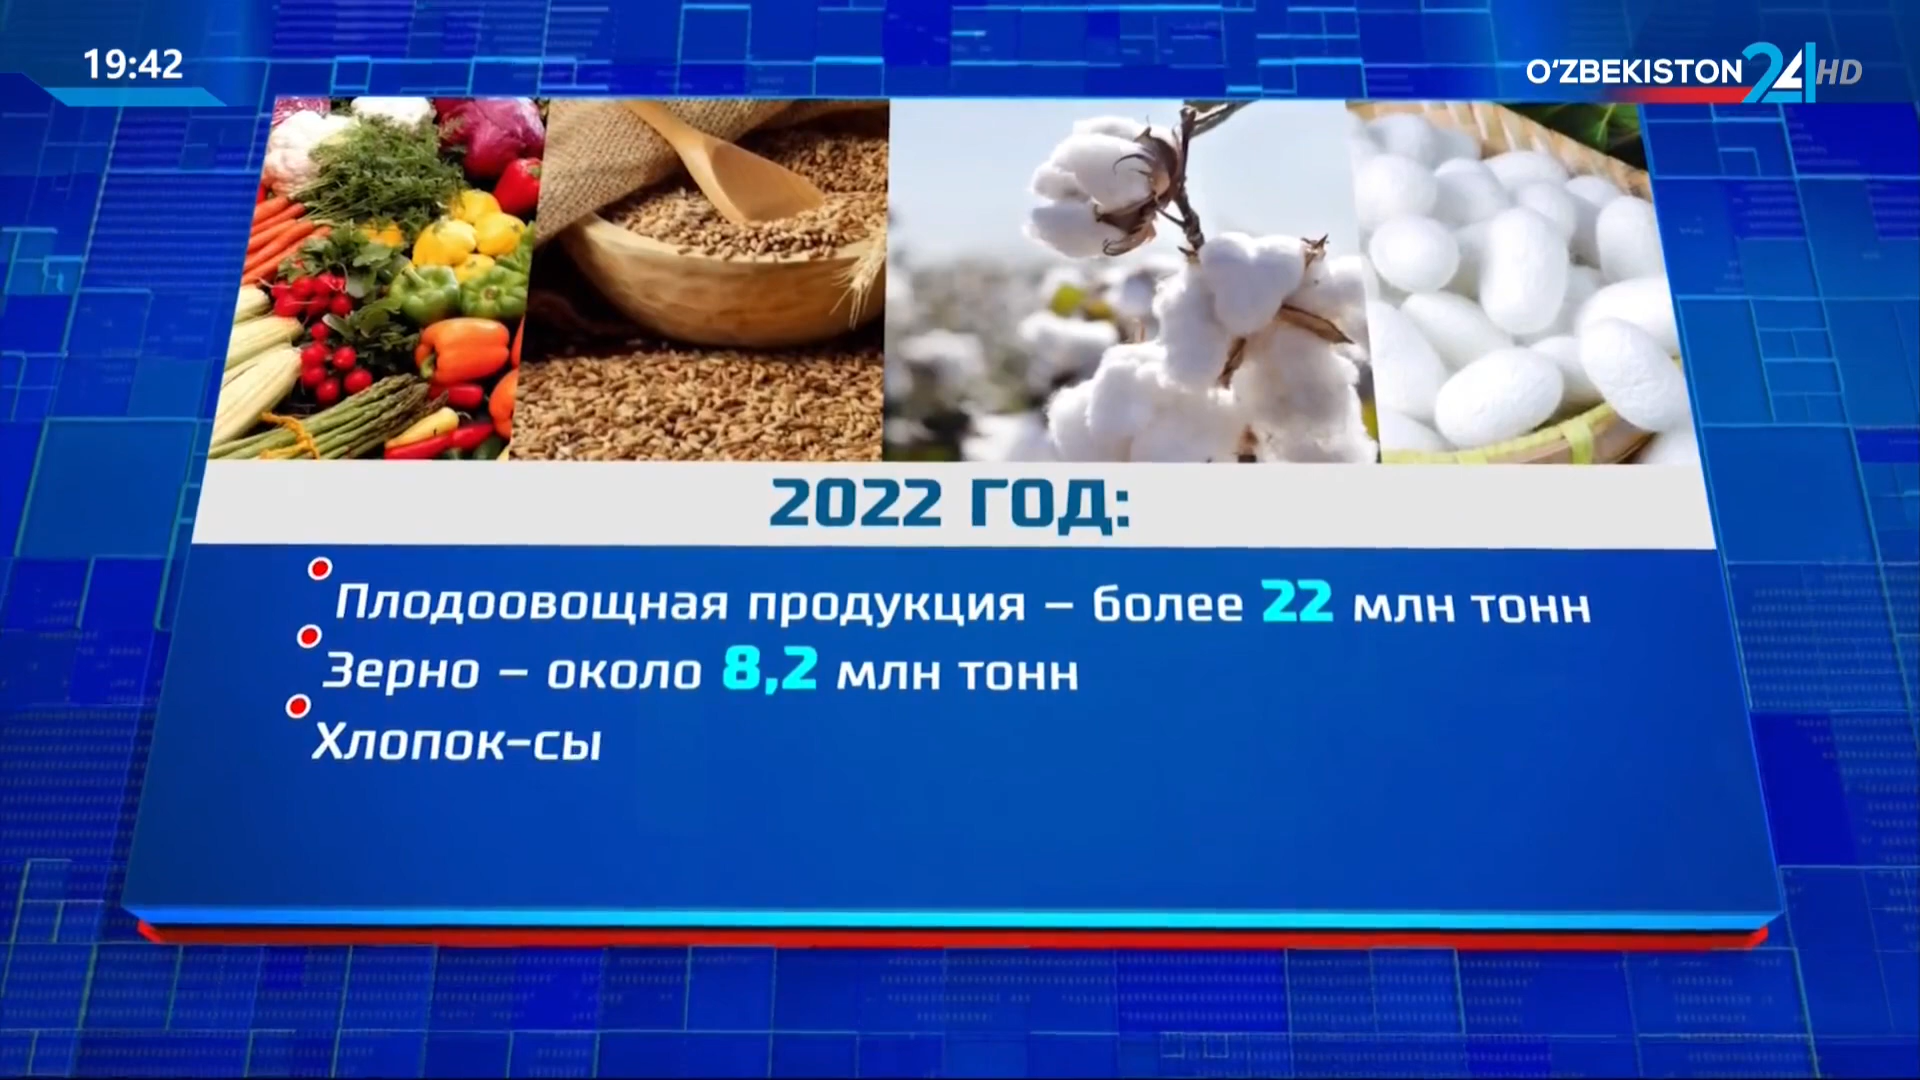 19:42
O‘ZBEKISTON 24 HD
2022 ГОД:
Плодоовощная продукция – более 22 млн тонн
Зерно – около 8,2 млн тонн
Хлопок-сы